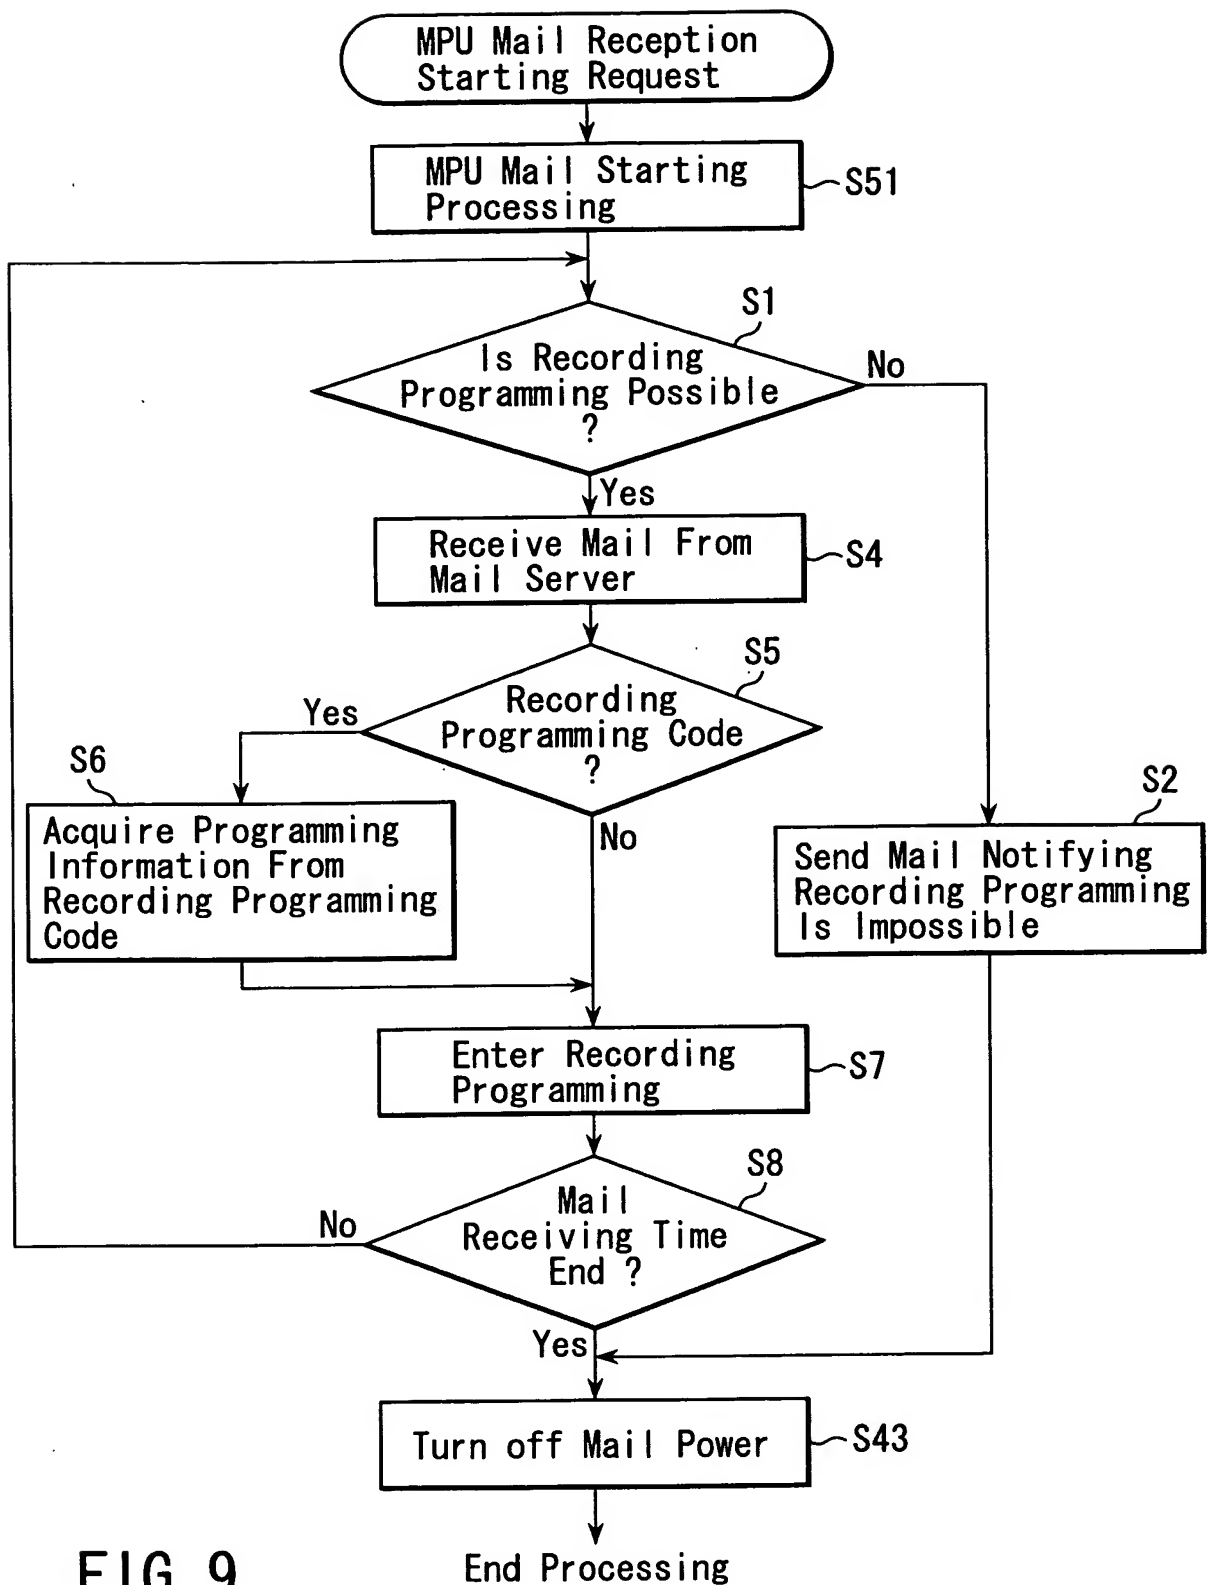 MPU Mail Reception
Starting Request
MPU Mail Starting
Processing
S51
S1
Is Recording
Programming Possible
?
No
Yes
Receive Mail From
Mail Server
S4
S5
Recording
Programming Code
?
Yes
No
S6
Acquire Programming
Information From
Recording Programming
Code
S2
Send Mail Notifying
Recording Programming
Is Impossible
Enter Recording
Programming
S7
S8
Mail
Receiving Time
End ?
No
Yes
Turn off Mail Power
S43
End Processing
FIG. 9